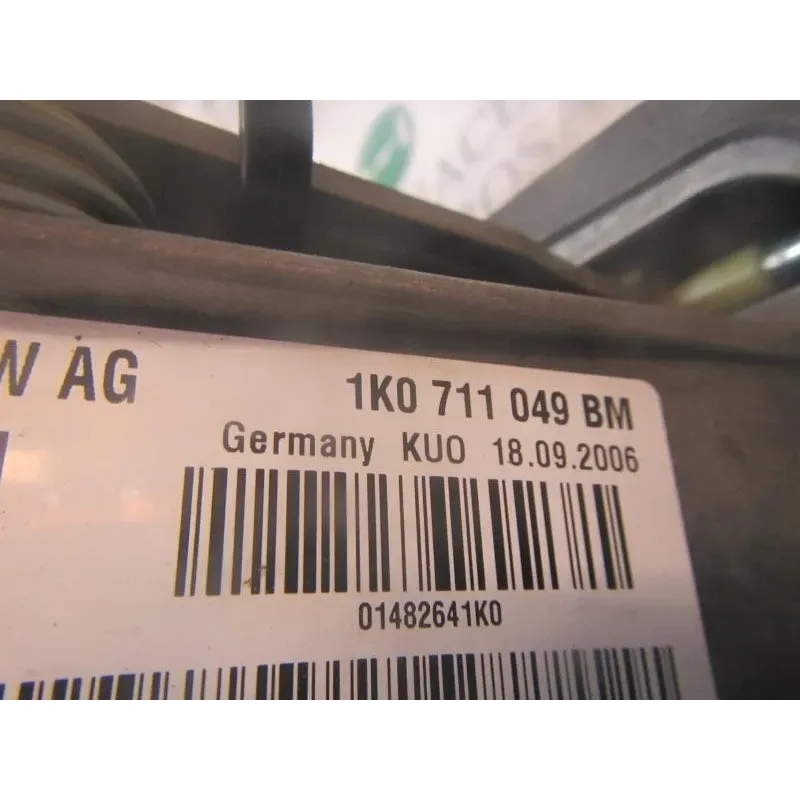 W AG
1K0 711 049 BM
Germany KUO 18.09.2006
01482641K0